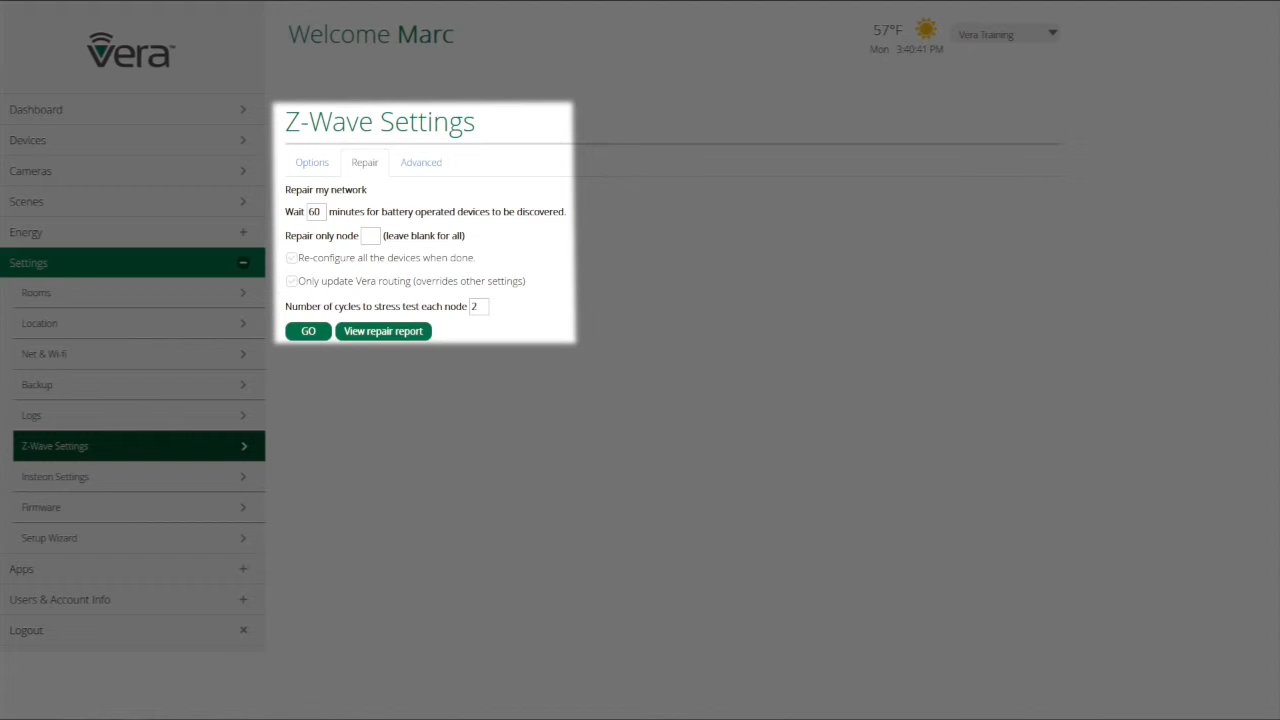 Vera™
Welcome Marc
57°F
Mon 3:40:41 PM
Vera Training
Dashboard
Devices
Cameras
Scenes
Energy
Settings
Rooms
Location
Net & Wi-fi
Backup
Logs
Z-Wave Settings
Insteon Settings
Firmware
Setup Wizard
Apps
Users & Account Info
Logout
Z-Wave Settings
Options Repair Advanced
Repair my network
Wait 60 minutes for battery operated devices to be discovered.
Repair only node (leave blank for all)
Re-configure all the devices when done.
Only update Vera routing (overrides other settings)
Number of cycles to stress test each node 2
GO View repair report